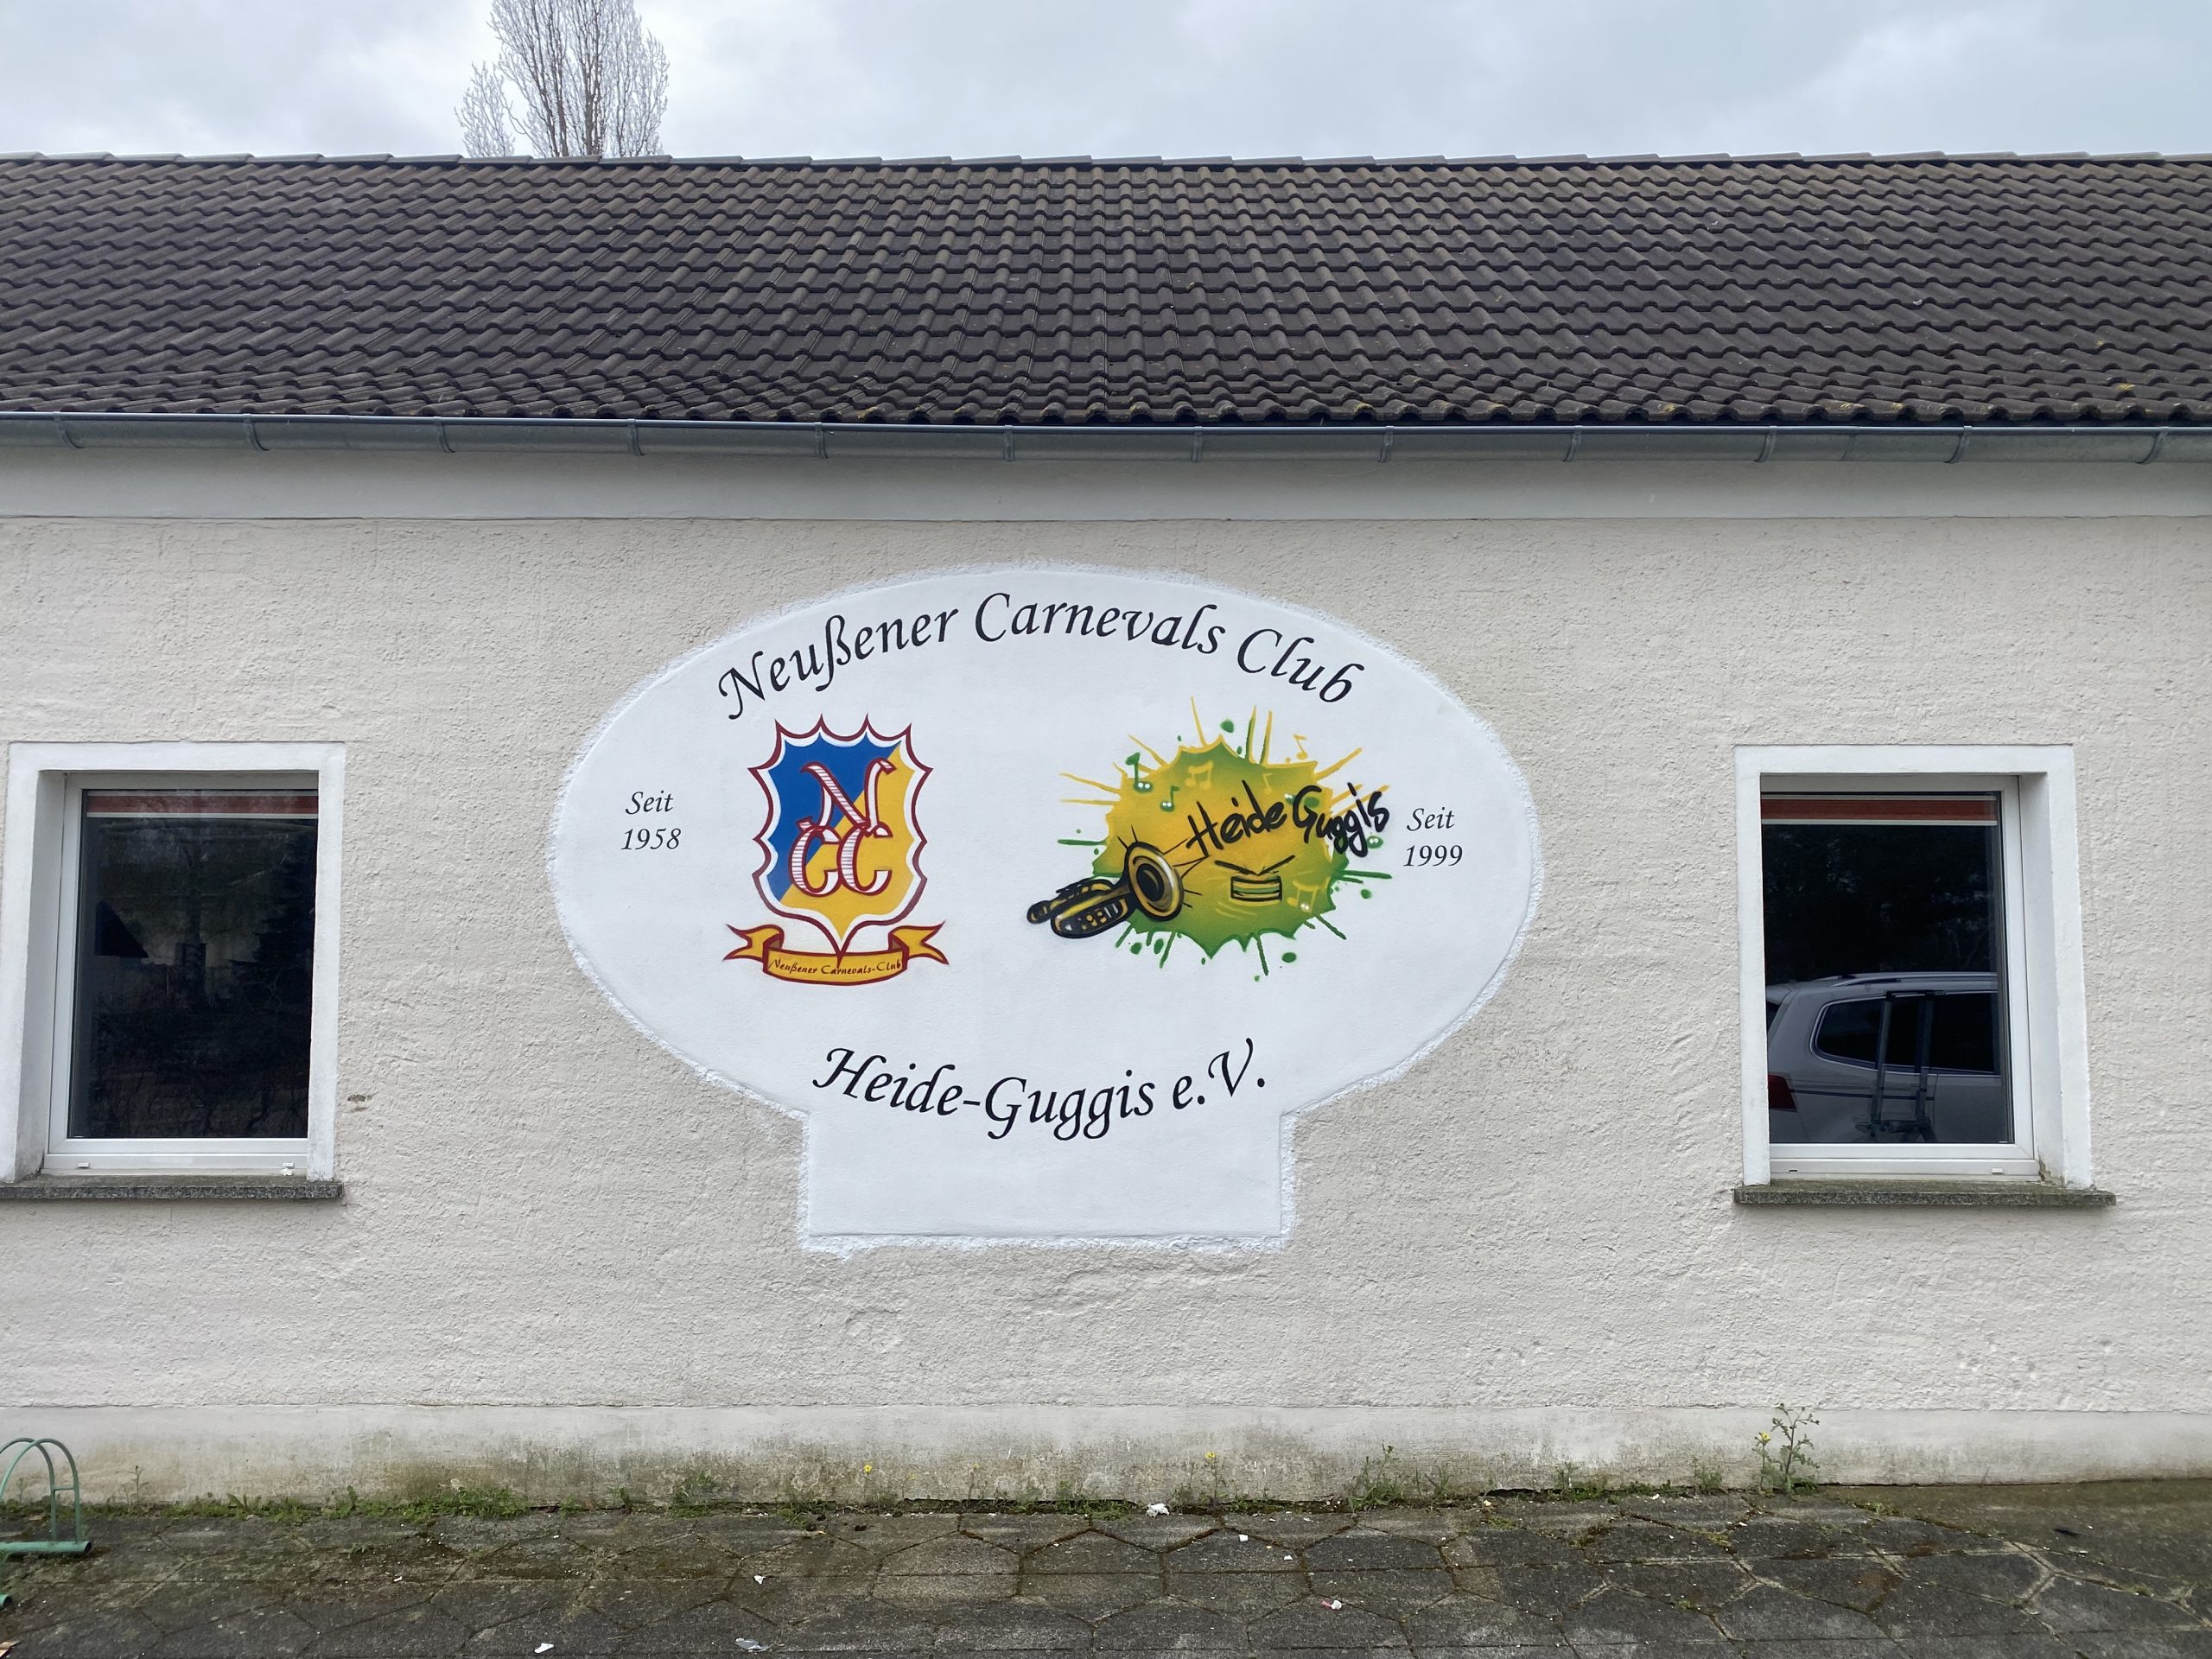 Neußener Carnevals Club
Seit
1958
NCC
Neußener Carnevals-Club
Heide Guggis
Seit
1999
Heide-Guggis e.V.